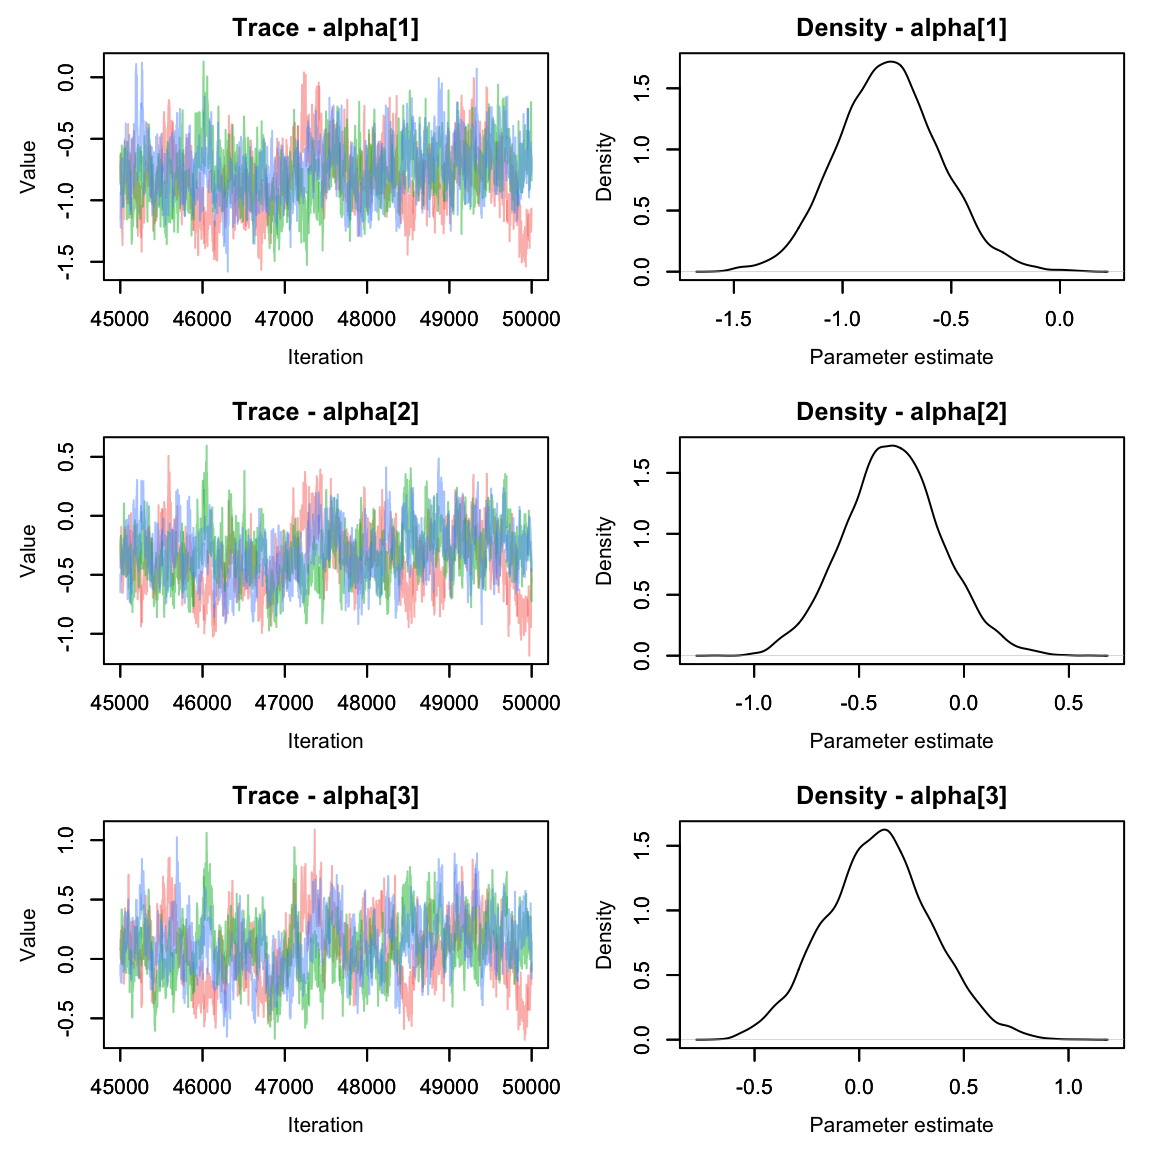 Trace - alpha[1]
Value
0.0
-0.5
-1.0
-1.5
45000 46000 47000 48000 49000 50000
Iteration
Density - alpha[1]
Density
1.5
1.0
0.5
0.0
-1.5 -1.0 -0.5 0.0
Parameter estimate
Trace - alpha[2]
Value
0.5
0.0
-0.5
-1.0
45000 46000 47000 48000 49000 50000
Iteration
Density - alpha[2]
Density
1.5
1.0
0.5
0.0
-1.0 -0.5 0.0 0.5
Parameter estimate
Trace - alpha[3]
Value
1.0
0.5
0.0
-0.5
45000 46000 47000 48000 49000 50000
Iteration
Density - alpha[3]
Density
1.5
1.0
0.5
0.0
-0.5 0.0 0.5 1.0
Parameter estimate